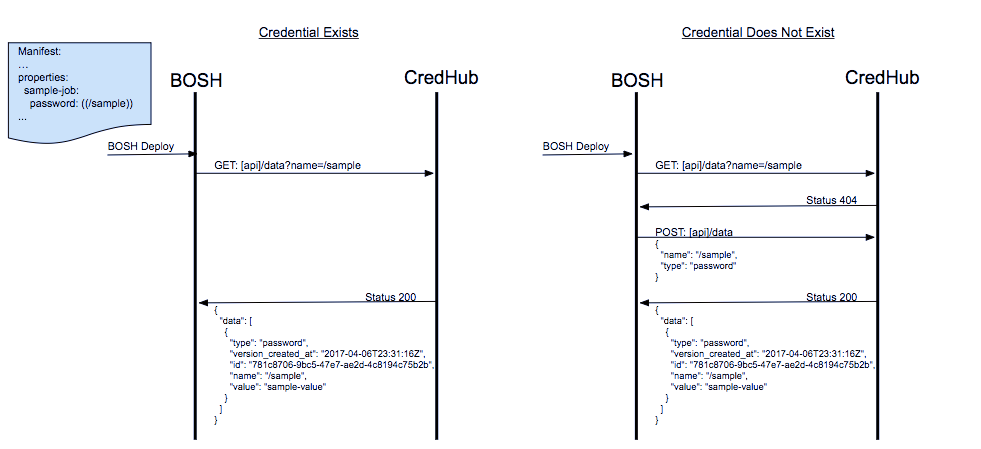 Credential Exists
Manifest:
...
properties:
sample-job:
password: ((/sample))
...
BOSH
CredHub
BOSH Deploy
GET: [api]/data?name=/sample
Status 200
{
"data": [
{
"type": "password",
"version_created_at": "2017-04-06T23:31:16Z",
"id": "781c8706-9bc5-47e7-ae2d-4c8194c75b2b",
"name": "/sample",
"value": "sample-value"
}
]
}
Credential Does Not Exist
BOSH
CredHub
BOSH Deploy
GET: [api]/data?name=/sample
Status 404
POST: [api]/data
{
"name": "/sample",
"type": "password"
}
Status 200
{
"data": [
{
"type": "password",
"version_created_at": "2017-04-06T23:31:16Z",
"id": "781c8706-9bc5-47e7-ae2d-4c8194c75b2b",
"name": "/sample",
"value": "sample-value"
}
]
}